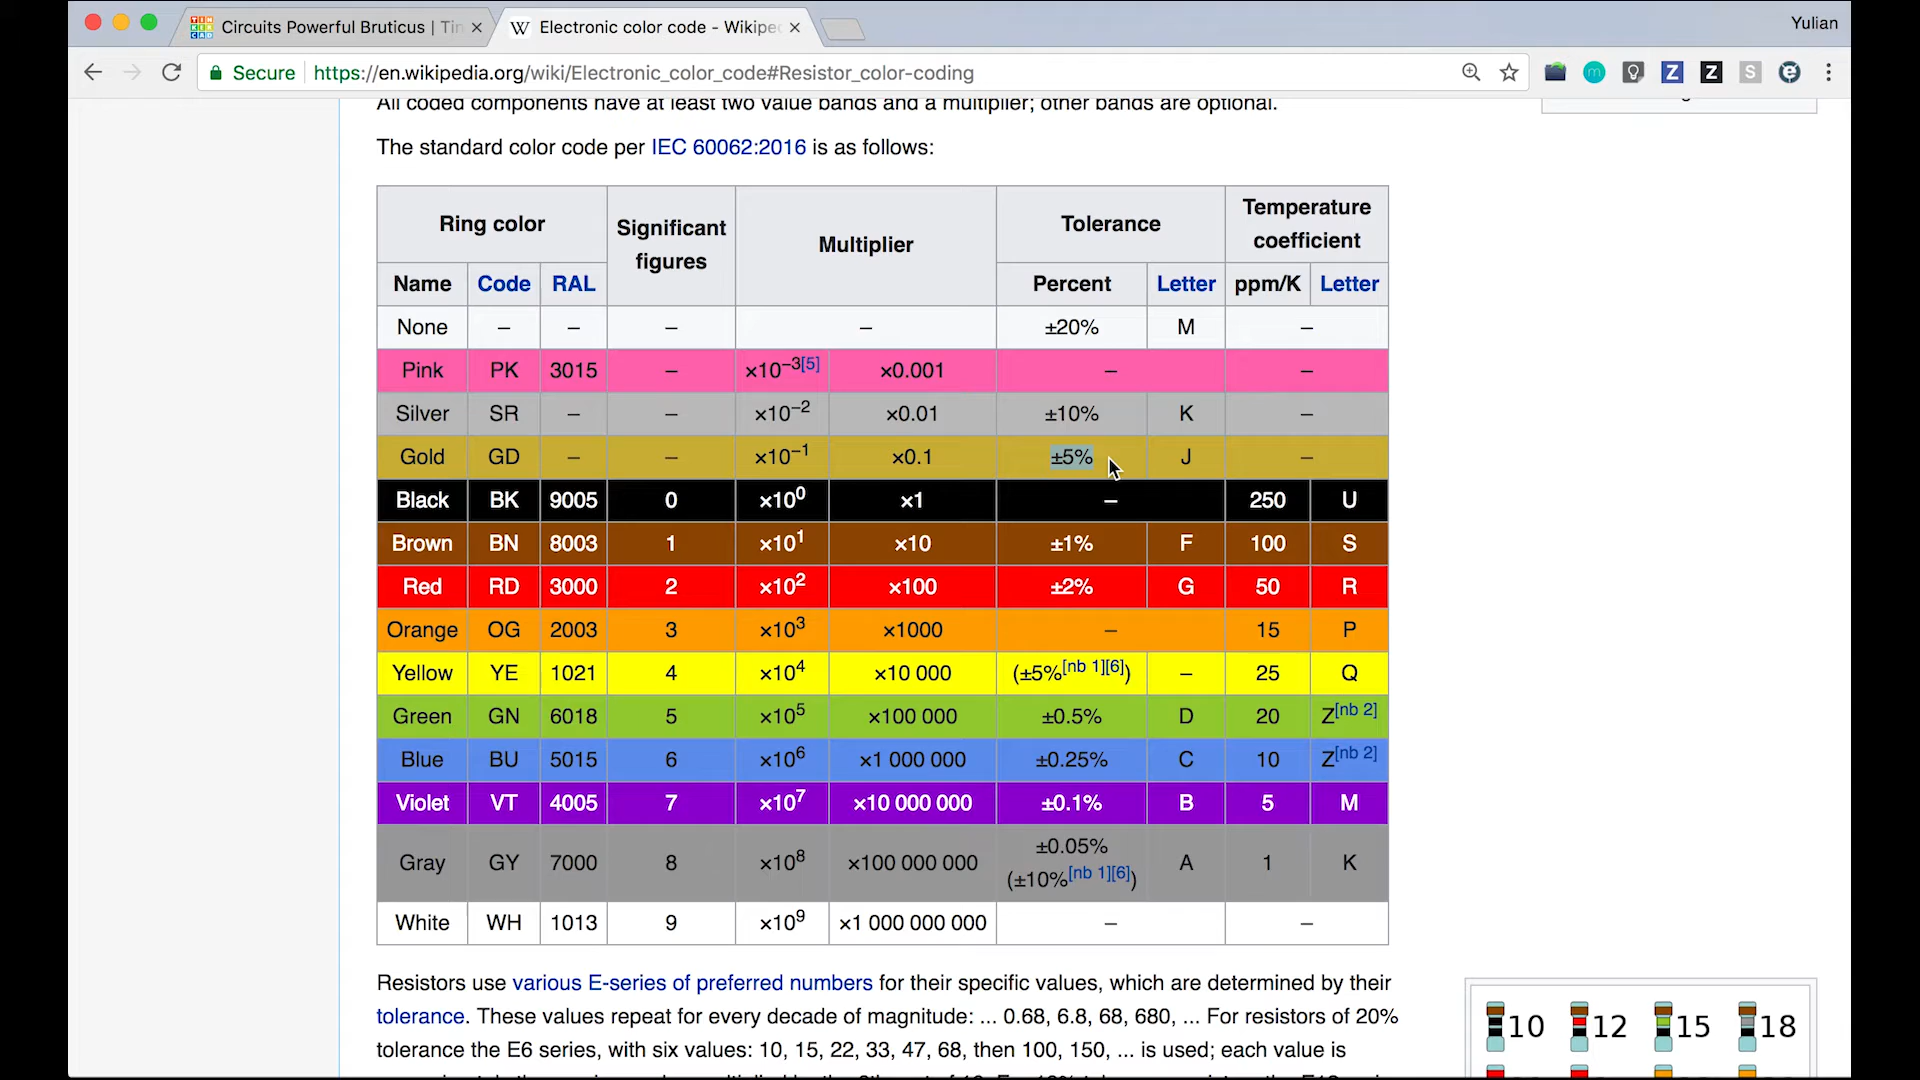 Circuits Powerful Bruticus | Tin
Electronic color code - Wikipe
Yulian
Secure
https://en.wikipedia.org/wiki/Electronic_color_code#Resistor_color-coding
All coded components have at least two value bands and a multiplier; other bands are optional.
The standard color code per IEC 60062:2016 is as follows:
Ring color Significant figures Multiplier Tolerance Temperature coefficient
Name Code RAL Percent Letter ppm/K Letter
None – – – – ±20% M –
Pink PK 3015 – ×10−3[5] ×0.001 – –
Silver SR – – ×10−2 ×0.01 ±10% K –
Gold GD – – ×10−1 ×0.1 ±5% J –
Black BK 9005 0 ×100 ×1 – 250 U
Brown BN 8003 1 ×101 ×10 ±1% F 100 S
Red RD 3000 2 ×102 ×100 ±2% G 50 R
Orange OG 2003 3 ×103 ×1000 – 15 P
Yellow YE 1021 4 ×104 ×10 000 (±5%[nb 1][6]) – 25 Q
Green GN 6018 5 ×105 ×100 000 ±0.5% D 20 Z[nb 2]
Blue BU 5015 6 ×106 ×1 000 000 ±0.25% C 10 Z[nb 2]
Violet VT 4005 7 ×107 ×10 000 000 ±0.1% B 5 M
Gray GY 7000 8 ×108 ×100 000 000 ±0.05% (±10%[nb 1][6]) A 1 K
White WH 1013 9 ×109 ×1 000 000 000 – –
Resistors use various E-series of preferred numbers for their specific values, which are determined by their
tolerance. These values repeat for every decade of magnitude: ... 0.68, 6.8, 68, 680, ... For resistors of 20%
tolerance the E6 series, with six values: 10, 15, 22, 33, 47, 68, then 100, 150, ... is used; each value is
10 12 15 18